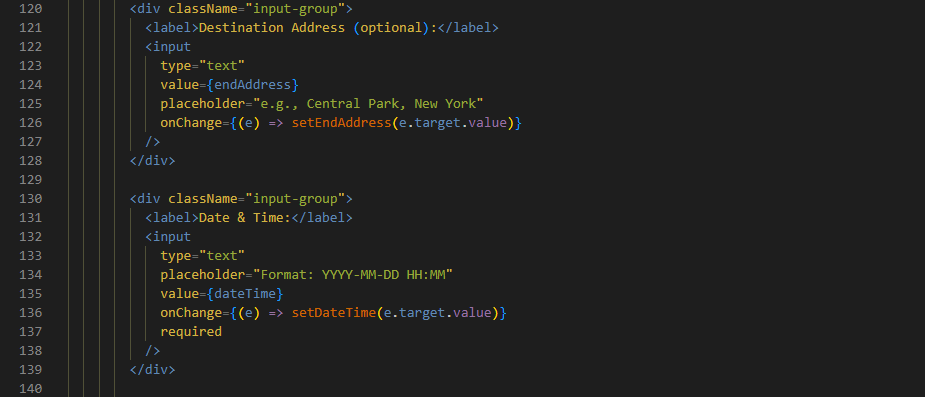 120 <div className="input-group">
121 <label>Destination Address (optional):</label>
122 <input
123 type="text"
124 value={endAddress}
125 placeholder="e.g., Central Park, New York"
126 onChange={(e) => setEndAddress(e.target.value)}
127 />
128 </div>
129
130 <div className="input-group">
131 <label>Date & Time:</label>
132 <input
133 type="text"
134 placeholder="Format: YYYY-MM-DD HH:MM"
135 value={dateTime}
136 onChange={(e) => setDateTime(e.target.value)}
137 required
138 />
139 </div>
140